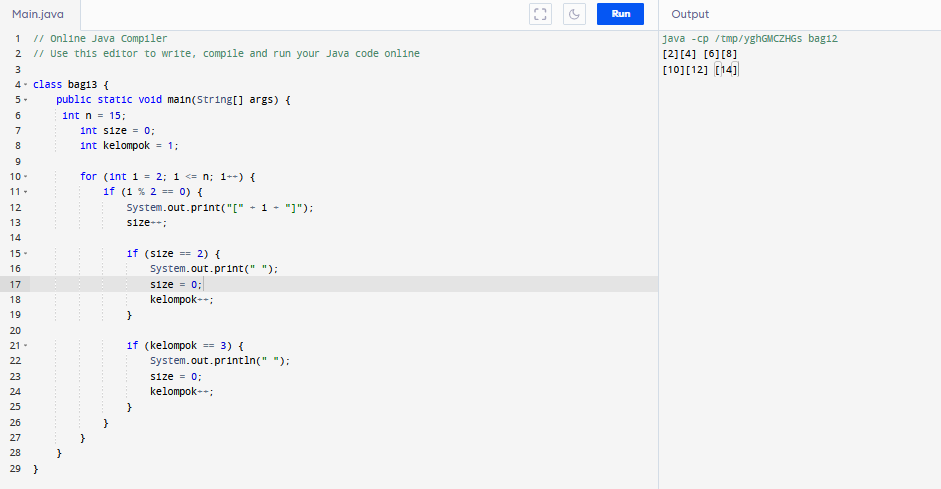 Main.java
Run
Output
1 // Online Java Compiler
2 // Use this editor to write, compile and run your Java code online
3
4 class bagi3 {
5 public static void main(String[] args) {
6 int n = 15;
7 int size = 0;
8 int kelompok = 1;
9
10 for (int i = 2; i <= n; i++) {
11 if (i % 2 == 0) {
12 System.out.print("[" + i + "]");
13 size++;
14
15 if (size == 2) {
16 System.out.print(" ");
17 size = 0;
18 kelompok++;
19 }
20
21 if (kelompok == 3) {
22 System.out.println(" ");
23 size = 0;
24 kelompok++;
25 }
26 }
27 }
28 }
29 }
java -cp /tmp/yghGMCZHGs bagi2
[2][4] [6][8]
[10][12] [14]